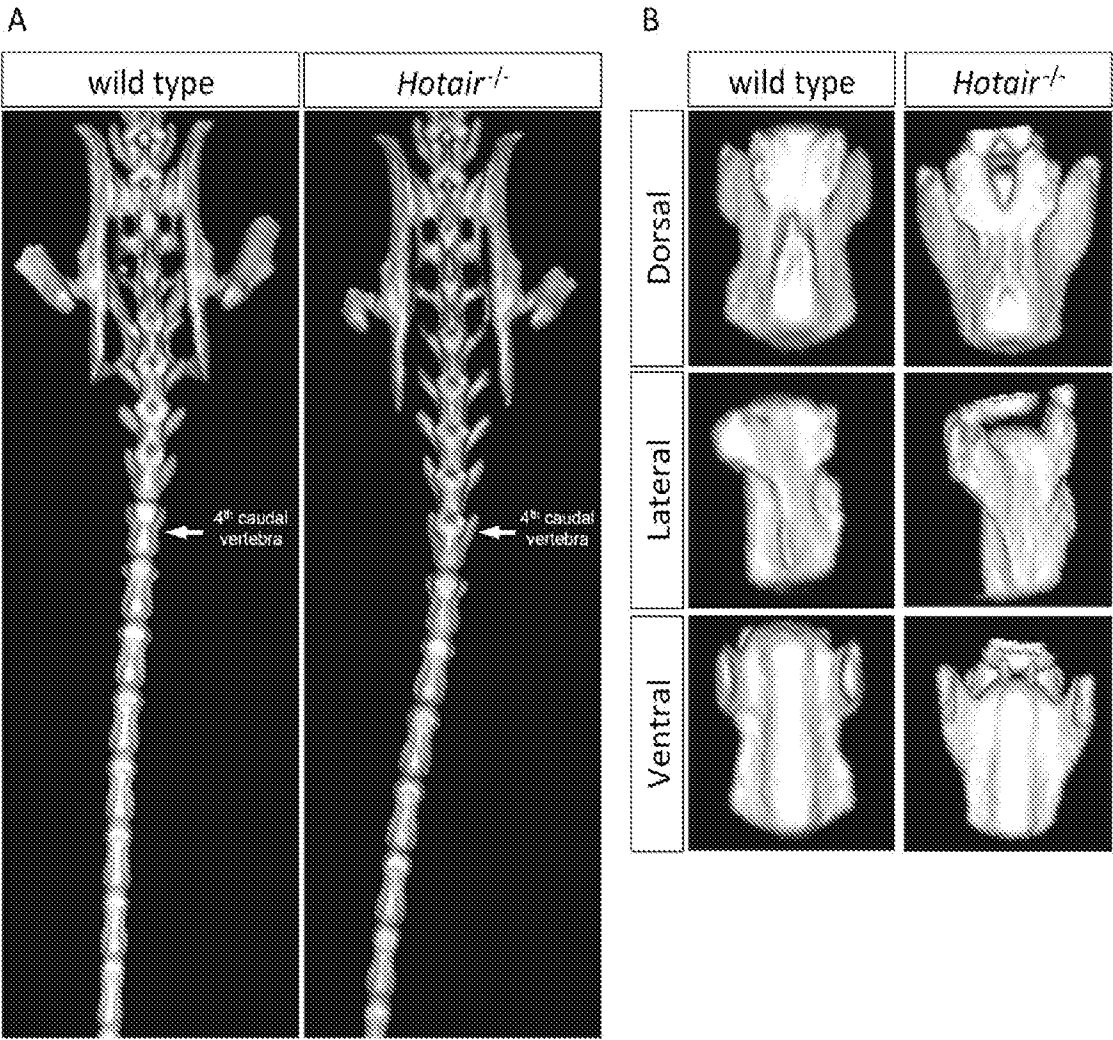 A
wild type
Hotair-/-
4th caudal
vertebra
4th caudal
vertebra
B
wild type
Hotair-/-
Dorsal
Lateral
Ventral